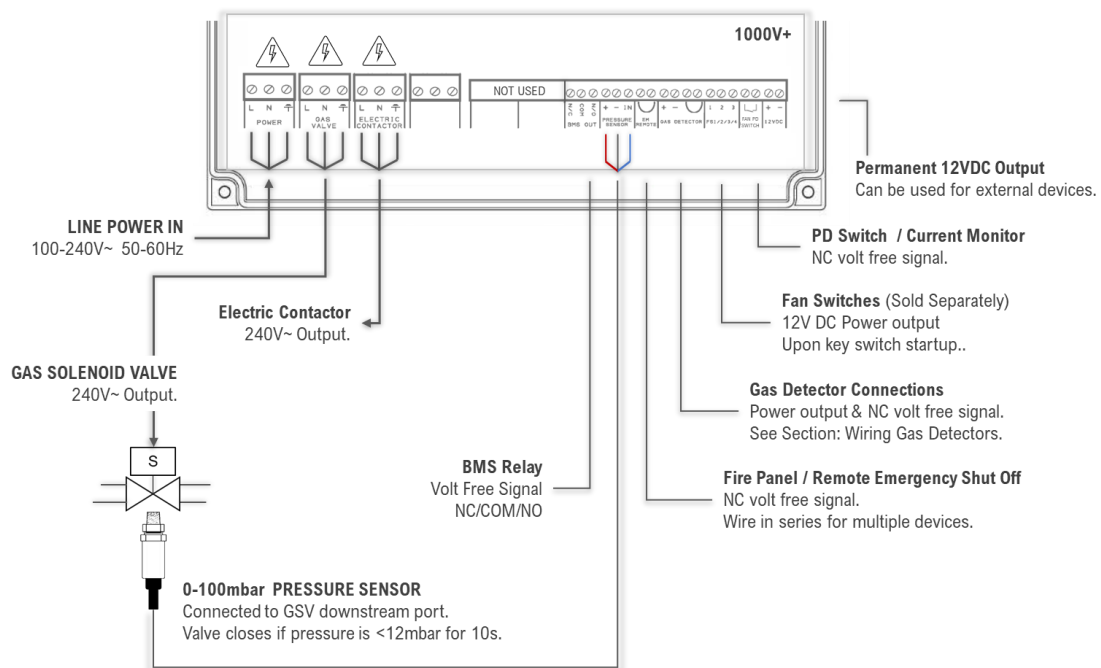 1000V+
NOT USED
L N
POWER
L N
GAS
VALVE
L N
ELECTRIC
CONTACTOR
N/C COM N/O
BMS OUT
+ - IN
PRESSURE
SENSOR
EM
REMOTE
+ -
GAS DETECTOR
1 2 3
FS1/2/3/4
FAN PD
SWITCH
+ -
12VDC
Permanent 12VDC Output
Can be used for external devices.
LINE POWER IN
100-240V~ 50-60Hz
PD Switch / Current Monitor
NC volt free signal.
Electric Contactor
240V~ Output.
Fan Switches (Sold Separately)
12V DC Power output
Upon key switch startup..
GAS SOLENOID VALVE
240V~ Output.
Gas Detector Connections
Power output & NC volt free signal.
See Section: Wiring Gas Detectors.
S
BMS Relay
Volt Free Signal
NC/COM/NO
Fire Panel / Remote Emergency Shut Off
NC volt free signal.
Wire in series for multiple devices.
0-100mbar PRESSURE SENSOR
Connected to GSV downstream port.
Valve closes if pressure is <12mbar for 10s.